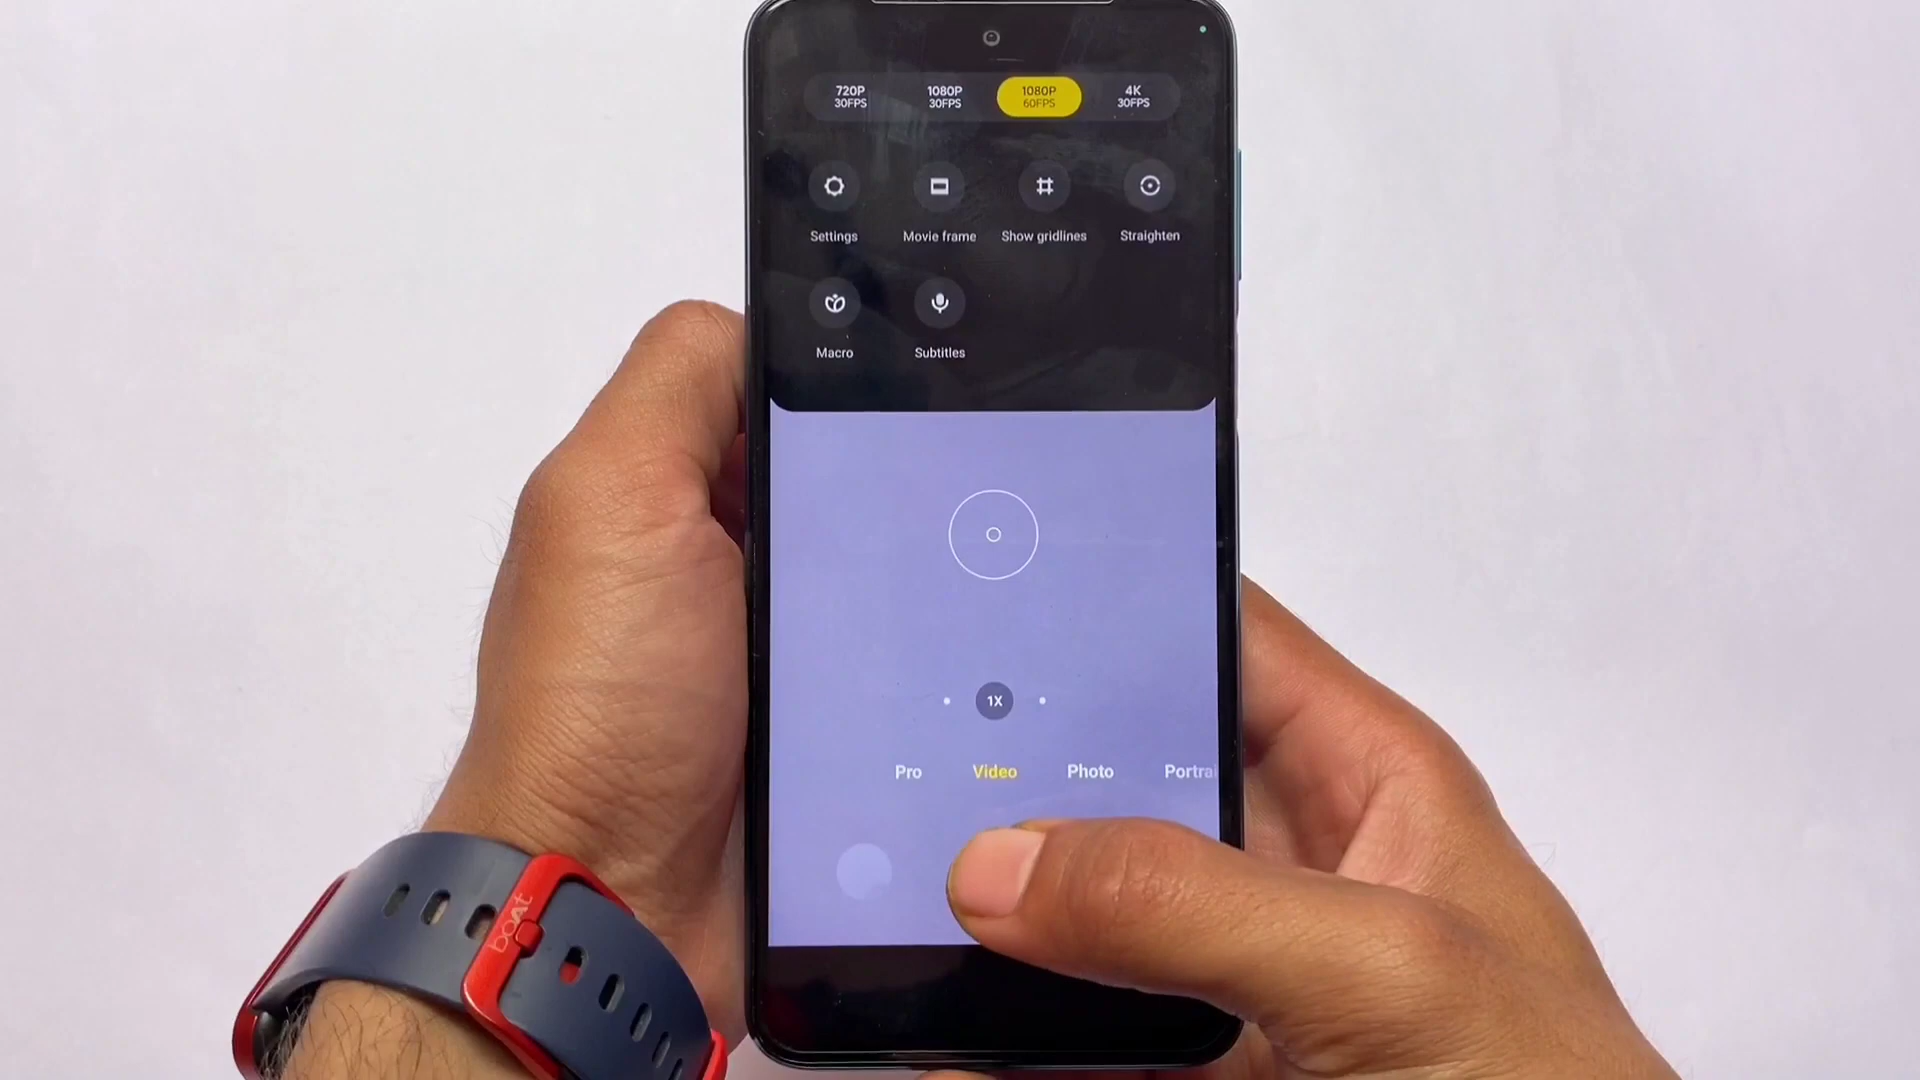 720P 1080P 1080P 4K
30FPS 30FPS 60FPS 30FPS
Settings Movie frame Show gridlines Straighten
Macro Subtitles
1X
Pro Video Photo Portrai
boAt